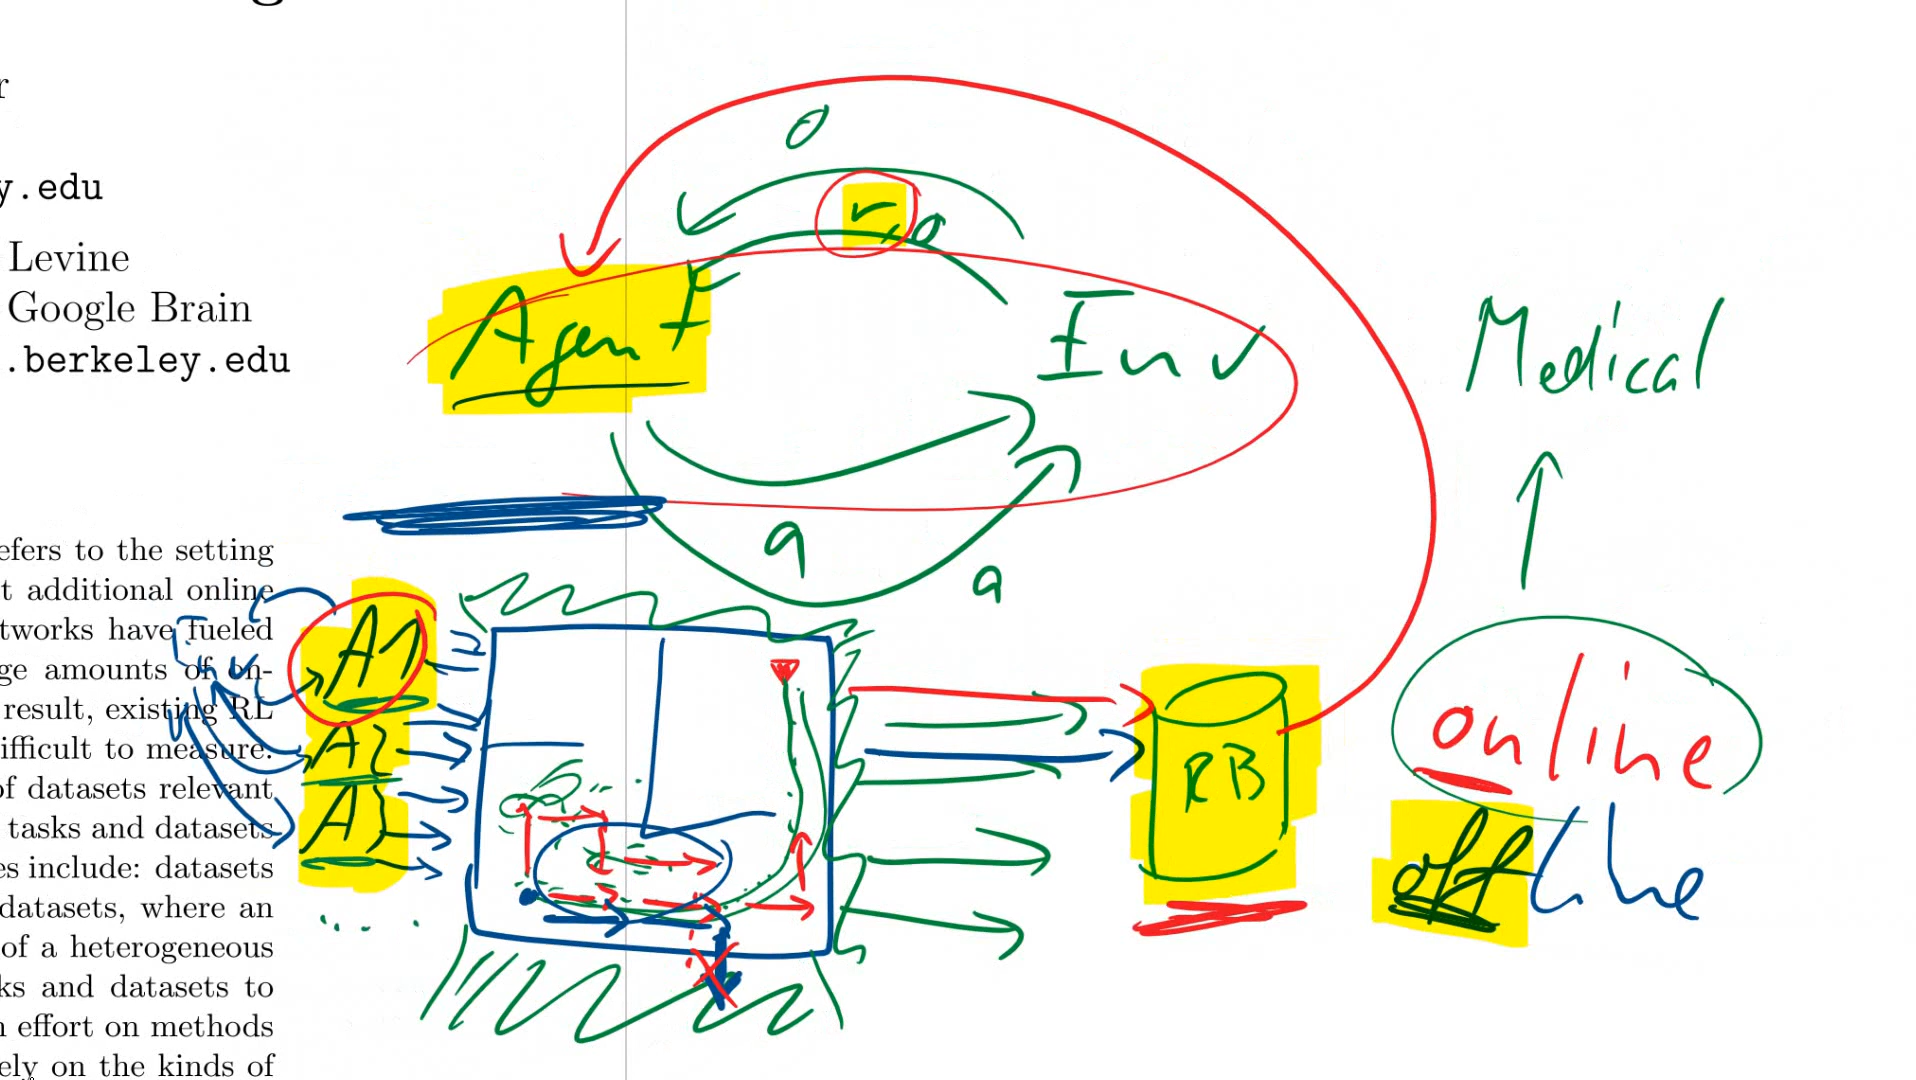 r
y.edu
Levine
Google Brain
.berkeley.edu
efers to the setting
t additional online
tworks have fueled
ge amounts of on-
result, existing RL
ifficult to measure.
of datasets relevant
tasks and datasets
es include: datasets
datasets, where an
of a heterogeneous
ks and datasets to
n effort on methods
ely on the kinds of
o
r, o
Agent
Env
a
a
Env
A1
A2
A3
RB
Medical
online
offline